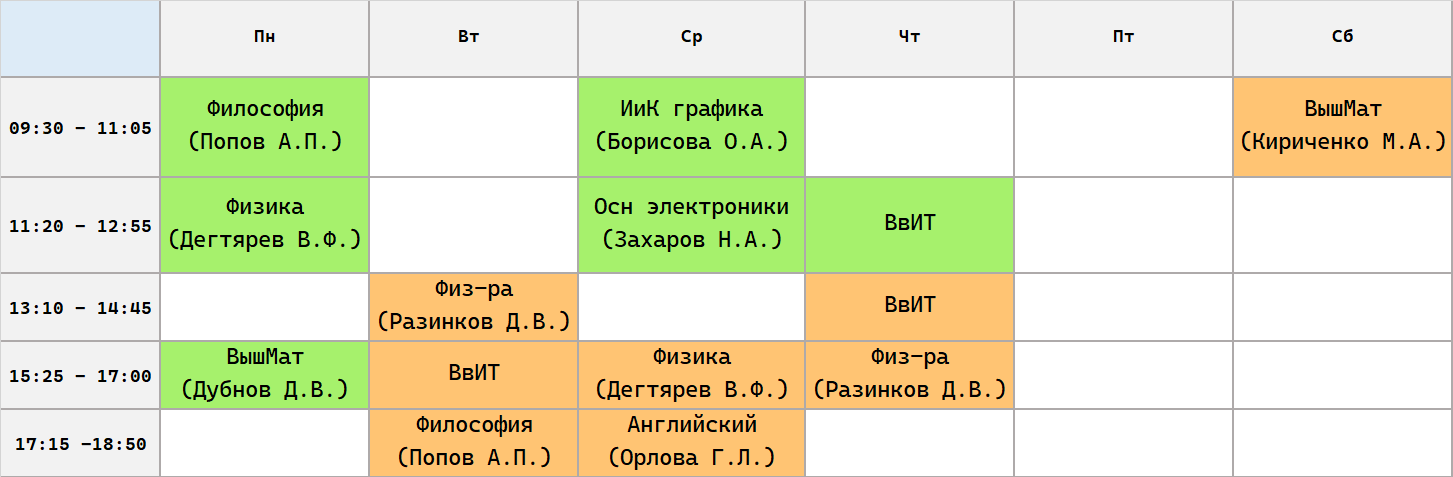 Пн Вт Ср Чт Пт Сб
09:30 - 11:05
Философия
(Попов А.П.)
ИиК графика
(Борисова О.А.)
ВышМат
(Кириченко М.А.)
11:20 - 12:55
Физика
(Дегтярев В.Ф.)
Осн электроники
(Захаров Н.А.)
ВвИТ
13:10 - 14:45
Физ-ра
(Разинков Д.В.)
ВвИТ
15:25 - 17:00
ВышМат
(Дубнов Д.В.)
ВвИТ
Физика
(Дегтярев В.Ф.)
Физ-ра
(Разинков Д.В.)
17:15 -18:50
Философия
(Попов А.П.)
Английский
(Орлова Г.Л.)